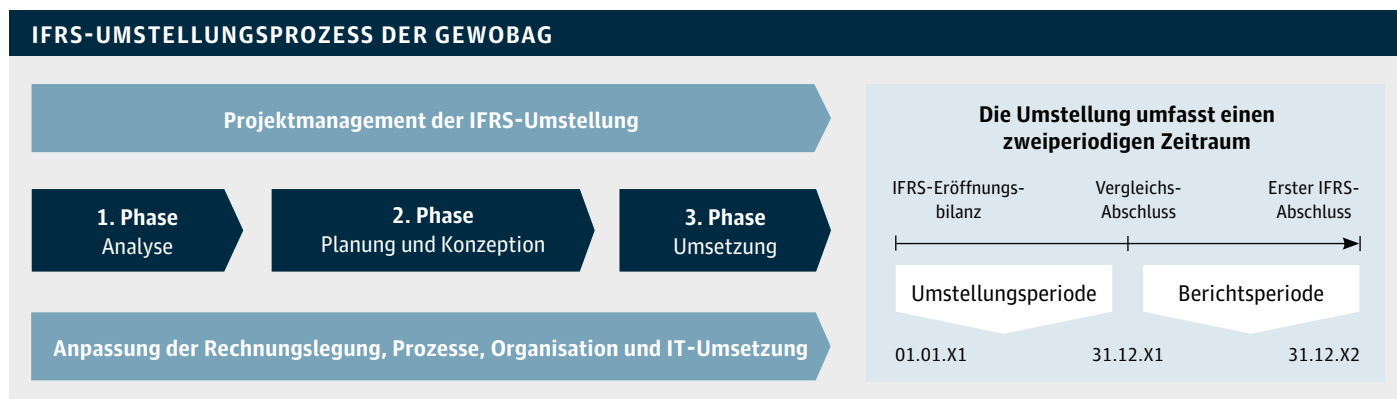 IFRS-UMSTELLUNGSPROZESS DER GEWOBAG
Projektmanagement der IFRS-Umstellung
1. Phase
Analyse
2. Phase
Planung und Konzeption
3. Phase
Umsetzung
Anpassung der Rechnungslegung, Prozesse, Organisation und IT-Umsetzung
Die Umstellung umfasst einen
zweiperiodigen Zeitraum
IFRS-Eröffnungs-
bilanz
Vergleichs-
Abschluss
Erster IFRS-
Abschluss
Umstellungsperiode
Berichtsperiode
01.01.X1
31.12.X1
31.12.X2